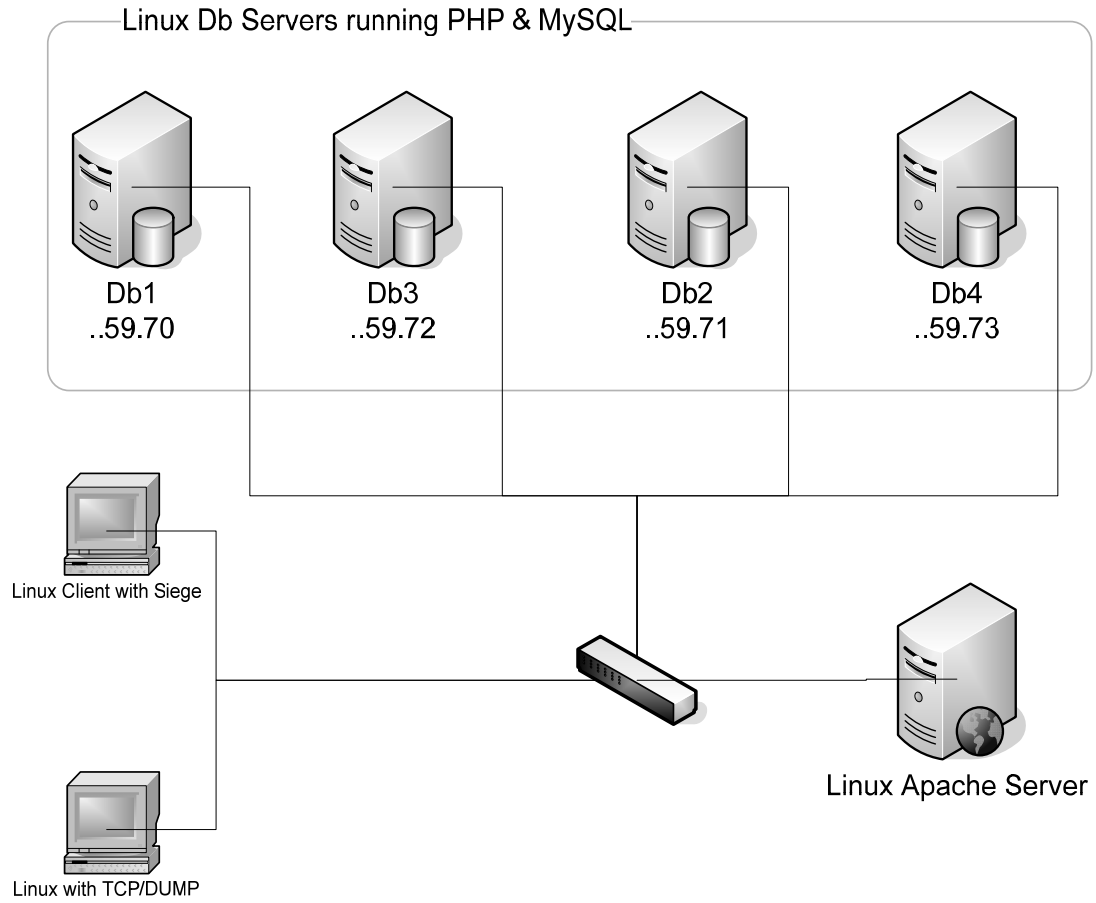 Linux Db Servers running PHP & MySQL
Db1
..59.70
Db3
..59.72
Db2
..59.71
Db4
..59.73
Linux Client with Siege
Linux Apache Server
Linux with TCP/DUMP